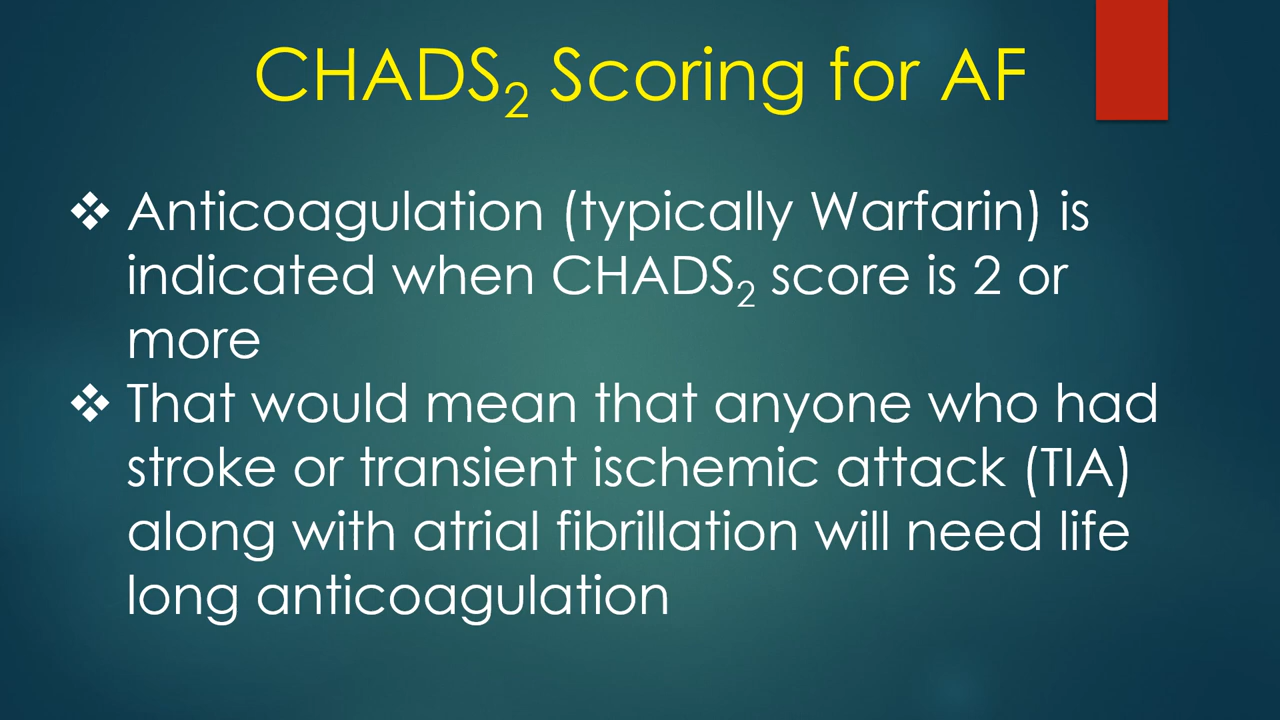 CHADS₂ Scoring for AF
❖ Anticoagulation (typically Warfarin) is
indicated when CHADS₂ score is 2 or
more
❖ That would mean that anyone who had
stroke or transient ischemic attack (TIA)
along with atrial fibrillation will need life
long anticoagulation